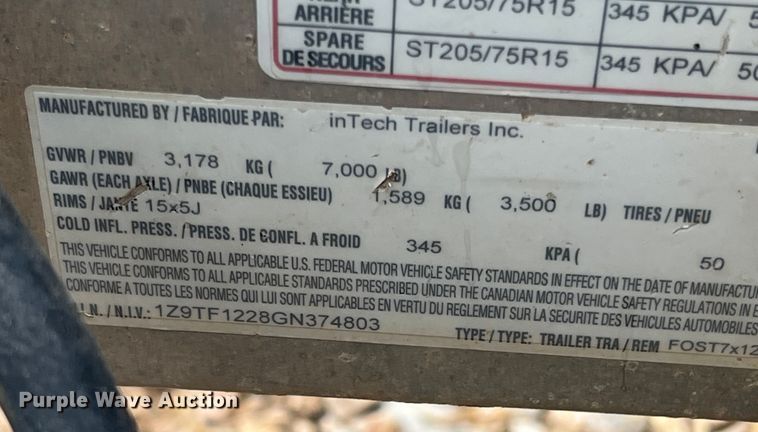 ARRIÈRE ST205/75R15 345 KPA/
SPARE
DE SECOURS ST205/75R15 345 KPA/
MANUFACTURED BY / FABRIQUE PAR: inTech Trailers Inc.
GVWR / PNBV 3,178 KG ( 7,000 LB)
GAWR (EACH AXLE) / PNBE (CHAQUE ESSIEU) 1,589 KG ( 3,500 LB) TIRES / PNEU
RIMS / JANTE 15x5J
COLD INFL. PRESS. / PRESS. DE CONFL. A FROID 345 KPA ( 50
THIS VEHICLE CONFORMS TO ALL APPLICABLE U.S. FEDERAL MOTOR VEHICLE SAFETY STANDARDS IN EFFECT ON THE DATE OF
THIS VEHICLE CONFORMS TO ALL APPLICABLE STANDARDS PRESCRIBED UNDER THE CANADIAN MOTOR VEHICLE SAFETY REGULATIONS IN
CONFORME A TOUTES LES NORMES QUI LUI SONT APPLICABLES EN VERTU DU REGLEMENT SUR LA SECURITE DES VEHICULES AUTOMOBILES
I.N. / N.I.V.: 1Z9TF1228GN374803
TYPE/TYPE: TRAILER TRA / REM FOST7x12
Purple Wave Auction